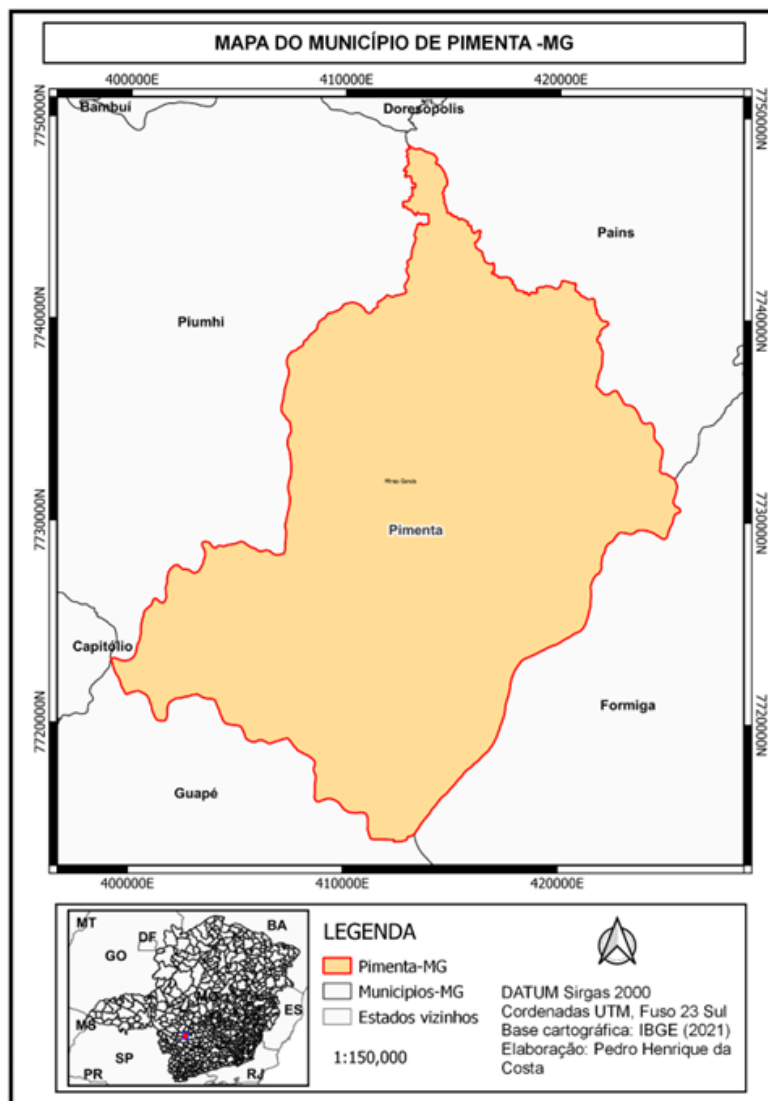 MAPA DO MUNICÍPIO DE PIMENTA -MG
400000E
410000E
420000E
Bambuí
Doresópolis
7750000N
7750000N
Pains
Piumhi
7740000N
7740000N
Minas Gerais
Pimenta
7730000N
7730000N
Capitólio
Formiga
7720000N
7720000N
Guapé
400000E
410000E
420000E
MT
BA
DF
GO
MG
ES
MS
SP
PR
RJ
LEGENDA
Pimenta-MG
Municipios-MG
Estados vizinhos
1:150,000
DATUM Sirgas 2000
Cordenadas UTM, Fuso 23 Sul
Base cartográfica: IBGE (2021)
Elaboração: Pedro Henrique da
Costa